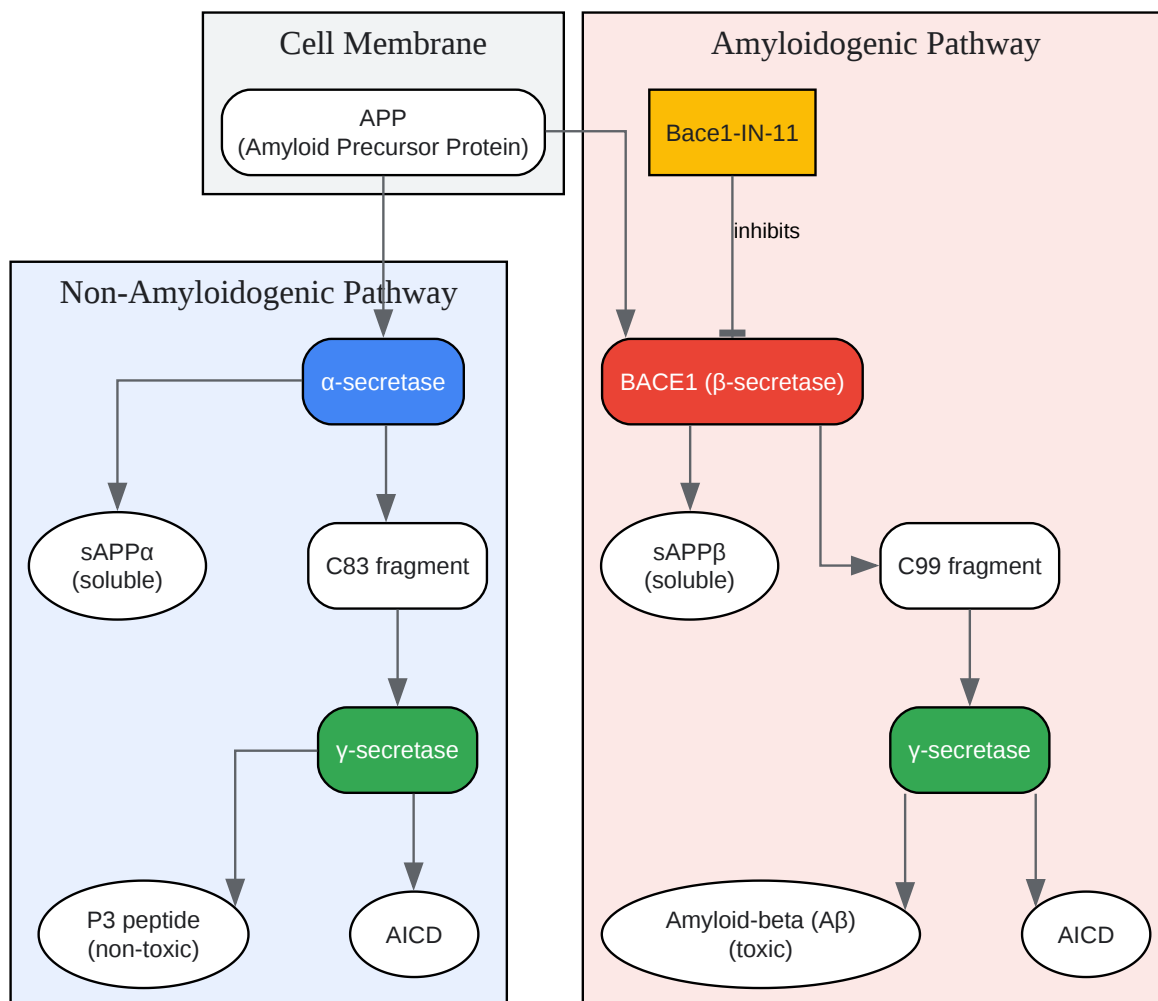 Cell Membrane
Amyloidogenic Pathway
APP
(Amyloid Precursor Protein)
Bace1-IN-11
inhibits
Non-Amyloidogenic Pathway
α-secretase
BACE1 (β-secretase)
sAPPα
(soluble)
C83 fragment
sAPPβ
(soluble)
C99 fragment
γ-secretase
γ-secretase
P3 peptide
(non-toxic)
AICD
Amyloid-beta (Aβ)
(toxic)
AICD